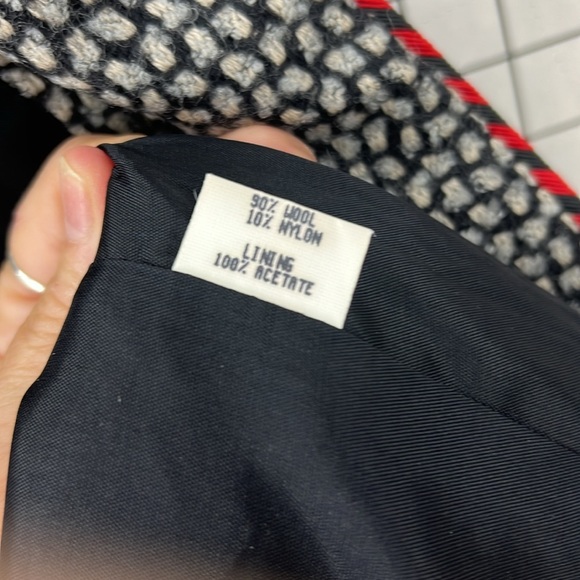 90% WOOL
10% NYLON
LINING
100% ACETATE